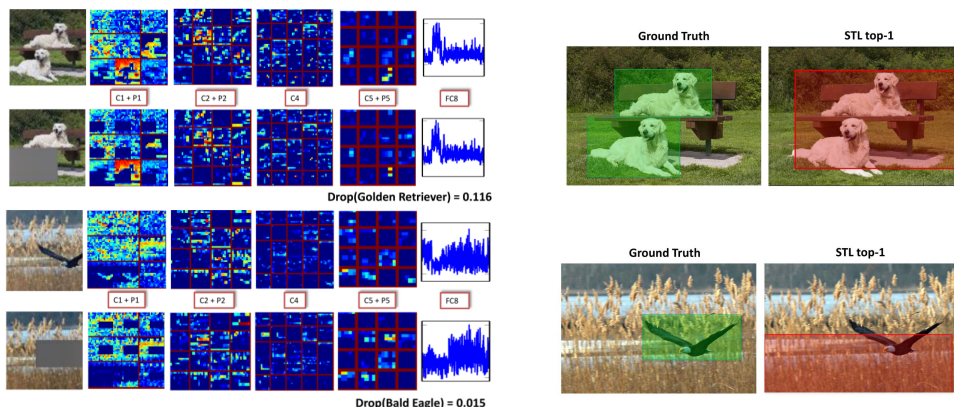 C1 + P1
C2 + P2
C4
C5 + P5
FC8
Drop(Golden Retriever) = 0.116
C1 + P1
C2 + P2
C4
C5 + P5
FC8
Drop(Bald Eagle) = 0.015
Ground Truth
STL top-1
Ground Truth
STL top-1